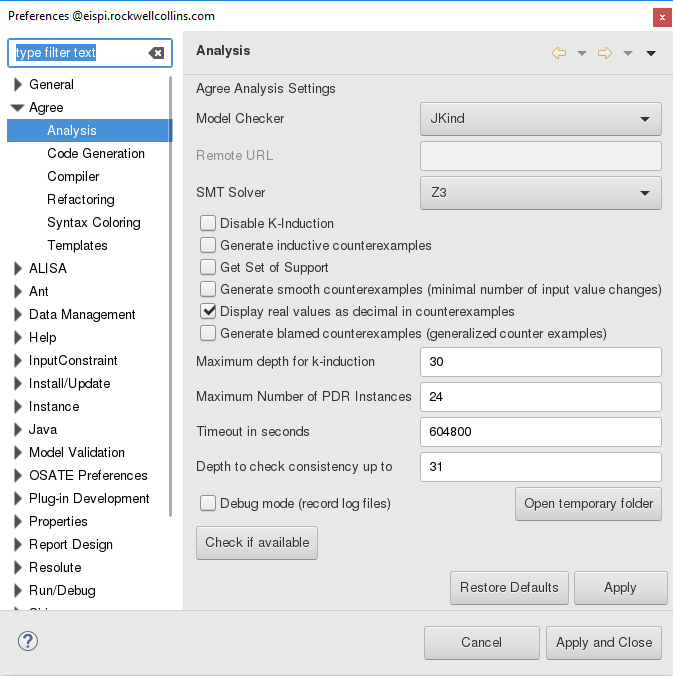 Preferences @eispi.rockwellcollins.com
x
type filter text
General
Agree
Analysis
Code Generation
Compiler
Refactoring
Syntax Coloring
Templates
ALISA
Ant
Data Management
Help
InputConstraint
Install/Update
Instance
Java
Model Validation
OSATE Preferences
Plug-in Development
Properties
Report Design
Resolute
Run/Debug
Analysis
Agree Analysis Settings
Model Checker JKind
Remote URL
SMT Solver Z3
Disable K-Induction
Generate inductive counterexamples
Get Set of Support
Generate smooth counterexamples (minimal number of input value changes)
Display real values as decimal in counterexamples
Generate blamed counterexamples (generalized counter examples)
Maximum depth for k-induction 30
Maximum Number of PDR Instances 24
Timeout in seconds 604800
Depth to check consistency up to 31
Debug mode (record log files) Open temporary folder
Check if available
Restore Defaults Apply
? Cancel Apply and Close